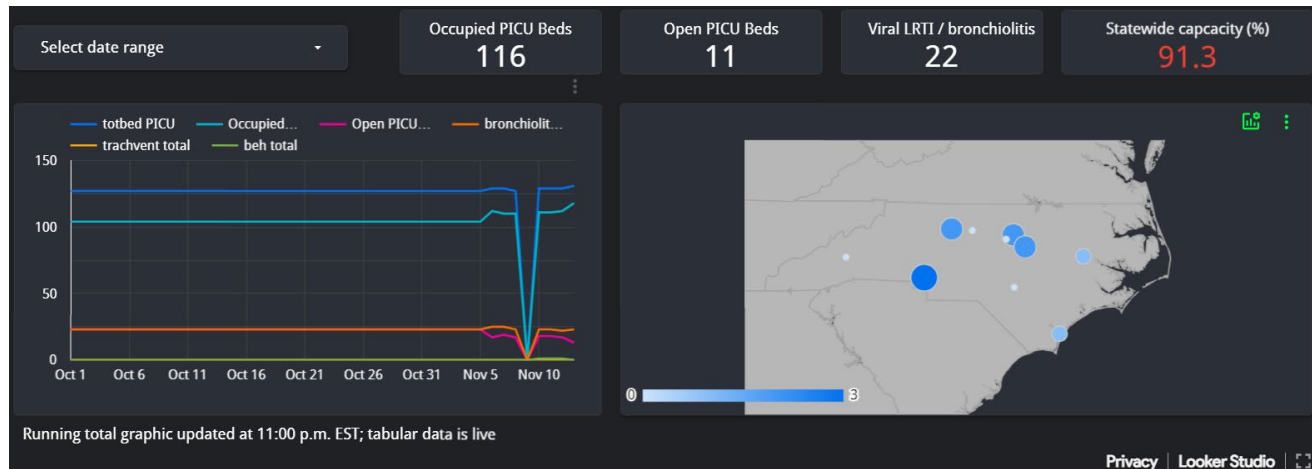 Select date range
Occupied PICU Beds
116
Open PICU Beds
11
Viral LRTI / bronchiolitis
22
Statewide capcacity (%)
91.3
totbed PICU
Occupied...
Open PICU...
bronchiolit...
trachvent total
beh total
150
100
50
0
Oct 1 Oct 6 Oct 11 Oct 16 Oct 21 Oct 26 Oct 31 Nov 5 Nov 10
0 3
Running total graphic updated at 11:00 p.m. EST; tabular data is live
Privacy | Looker Studio